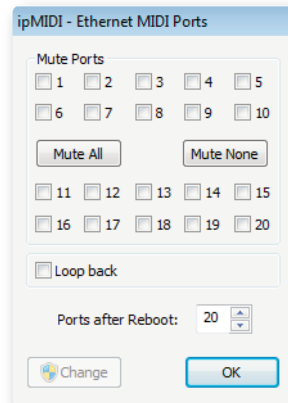 ipMIDI - Ethernet MIDI Ports
Mute Ports
1 2 3 4 5
6 7 8 9 10
Mute All Mute None
11 12 13 14 15
16 17 18 19 20
Loop back
Ports after Reboot: 20
Change OK